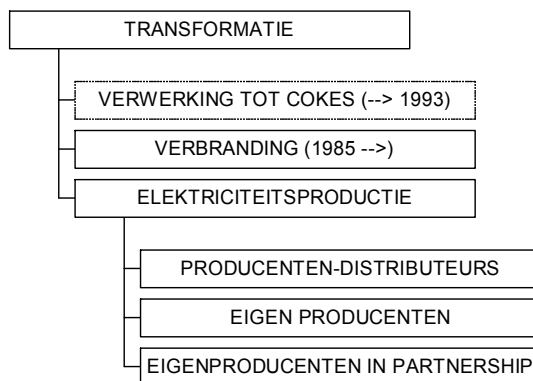 TRANSFORMATIE
VERWERKING TOT COKES (--> 1993)
VERBRANDING (1985 -->)
ELEKTRICITEITSPRODUCTIE
PRODUCENTEN-DISTRIBUTEURS
EIGEN PRODUCENTEN
EIGENPRODUCENTEN IN PARTNERSHIP